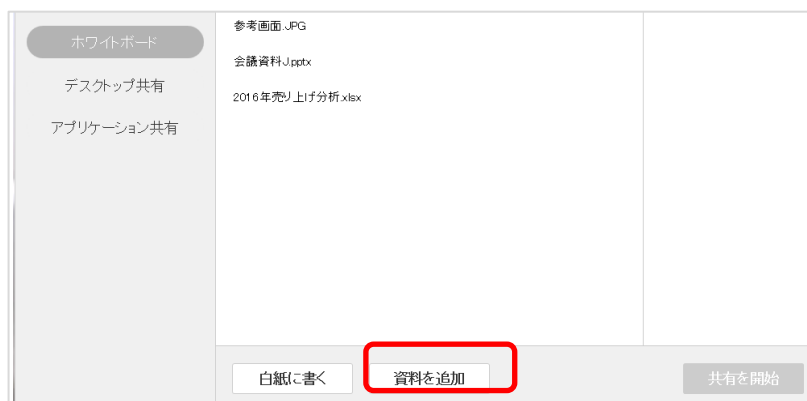 ホワイトボード
デスクトップ共有
アプリケーション共有
参考画面.JPG
会議資料J.pptx
2016年売り上げ分析.xlsx
白紙に書く
資料を追加
共有を開始